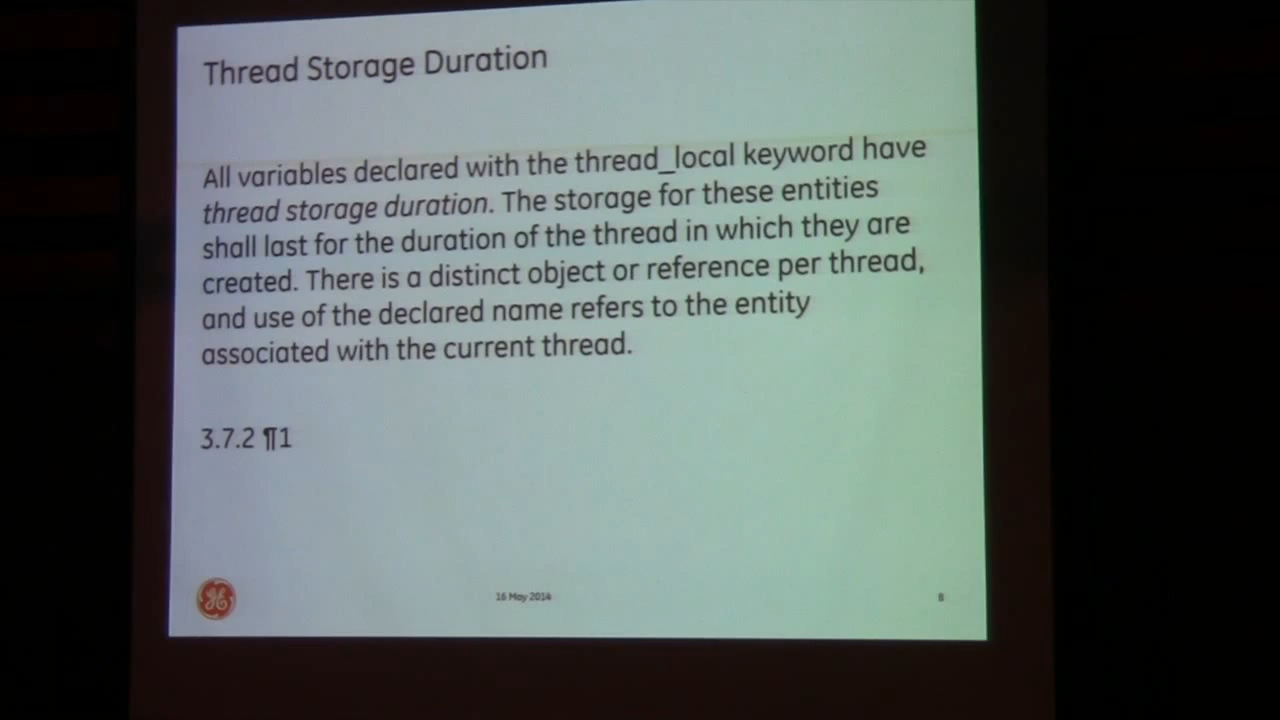 Thread Storage Duration
All variables declared with the thread_local keyword have
thread storage duration. The storage for these entities
shall last for the duration of the thread in which they are
created. There is a distinct object or reference per thread,
and use of the declared name refers to the entity
associated with the current thread.
3.7.2 ¶1
16 May 2014
8